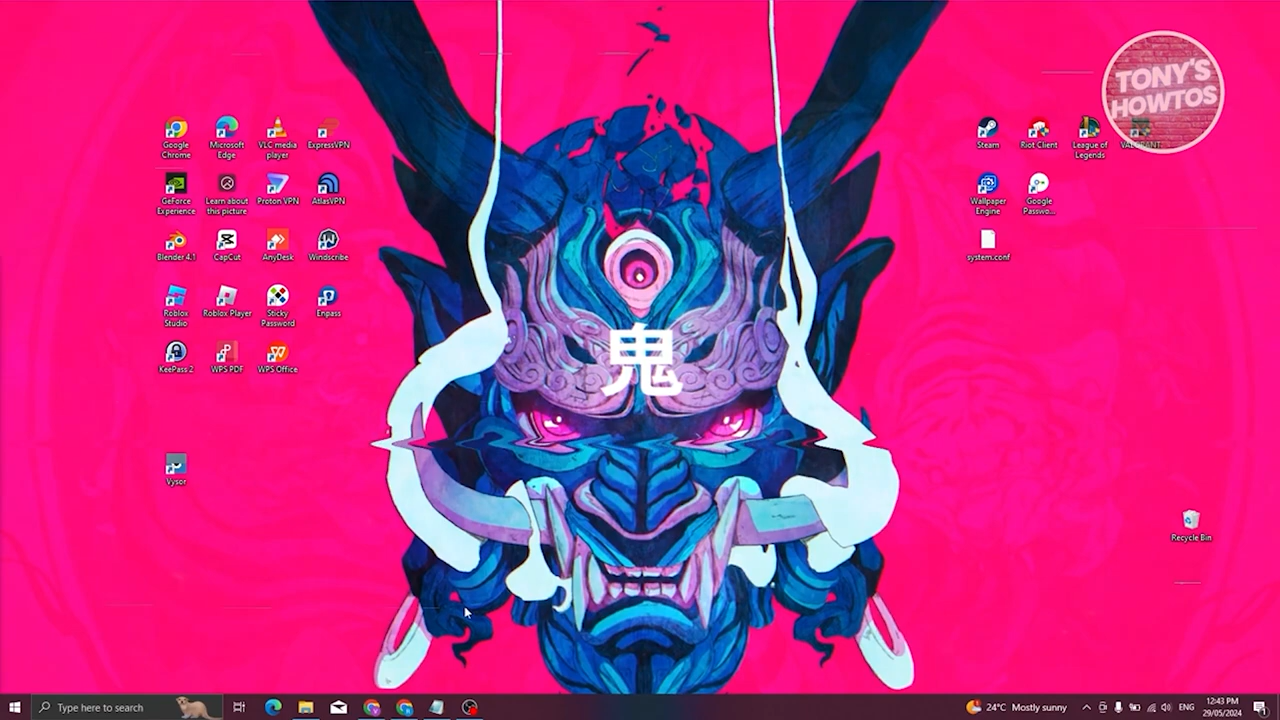 TONY'S
HOWTOS
Google
Chrome
Microsoft
Edge
VLC media
player
ExpressVPN
Steam
Riot Client
League of
Legends
GeForce
Experience
Learn about
this picture
Proton VPN
AtlasVPN
Wallpaper
Engine
Google
Passwo...
Blender 4.1
CapCut
AnyDesk
Windscribe
system.conf
Roblox
Studio
Roblox Player
Sticky
Password
Enpass
鬼
KeePass 2
WPS PDF
WPS Office
Vysor
Recycle Bin
Type here to search
24°C Mostly sunny
ENG
12:43 PM
29/05/2024